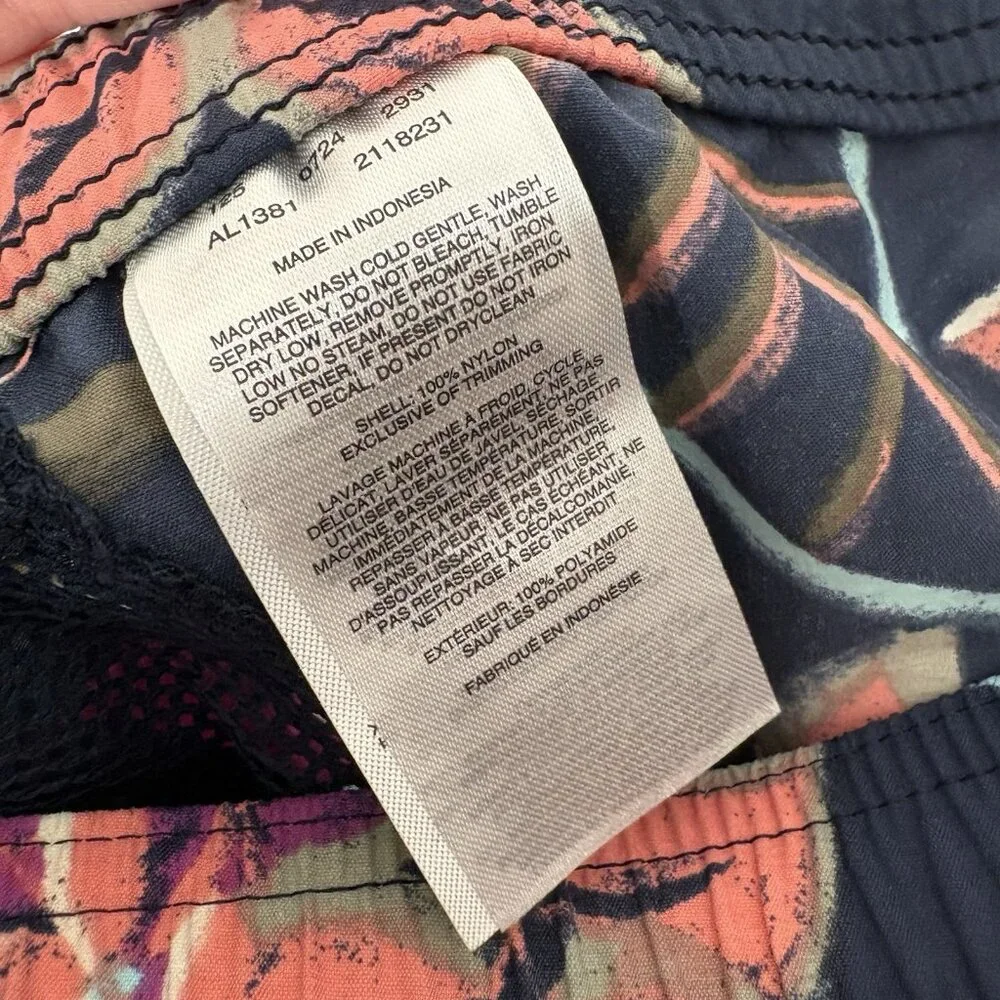 2931
0724
2118231
AL1381
MADE IN INDONESIA
MACHINE WASH COLD GENTLE, WASH
SEPARATELY, DO NOT BLEACH, TUMBLE
DRY LOW, REMOVE PROMPTLY, IRON
LOW NO STEAM, DO NOT USE FABRIC
SOFTENER, IF PRESENT DO NOT IRON
DECAL, DO NOT DRYCLEAN
SHELL: 100% NYLON
EXCLUSIVE OF TRIMMING
LAVAGE MACHINE À FROID, CYCLE
DÉLICAT, LAVER SÉPARÉMENT, NE PAS
UTILISER D'EAU DE JAVEL, SÉCHAGE
MACHINE, BASSE TEMPÉRATURE, SORTIR
IMMÉDIATEMENT DE LA MACHINE,
REPASSER À BASSE TEMPÉRATURE,
SANS VAPEUR, NE PAS UTILISER
D'ASSOUPLISSANT, LE CAS ÉCHÉANT: NE
PAS REPASSER LA DÉCALCOMANIE,
NETTOYAGE À SEC INTERDIT
EXTÉRIEUR: 100% POLYAMIDE
SAUF LES BORDURES
FABRIQUÉ EN INDONÉSIE